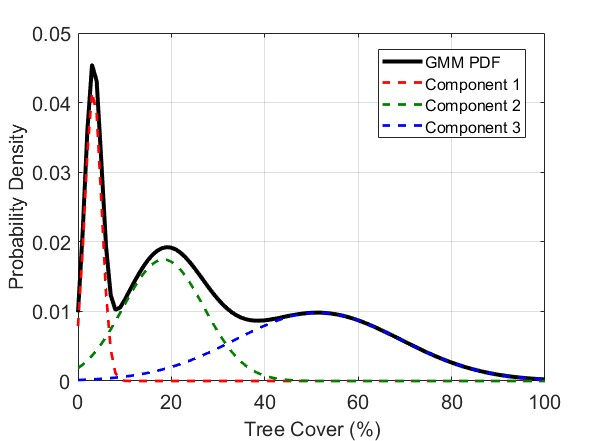 0.05
0.04
0.03
0.02
0.01
0
Probability Density
GMM PDF
Component 1
Component 2
Component 3
0 20 40 60 80 100
Tree Cover (%)